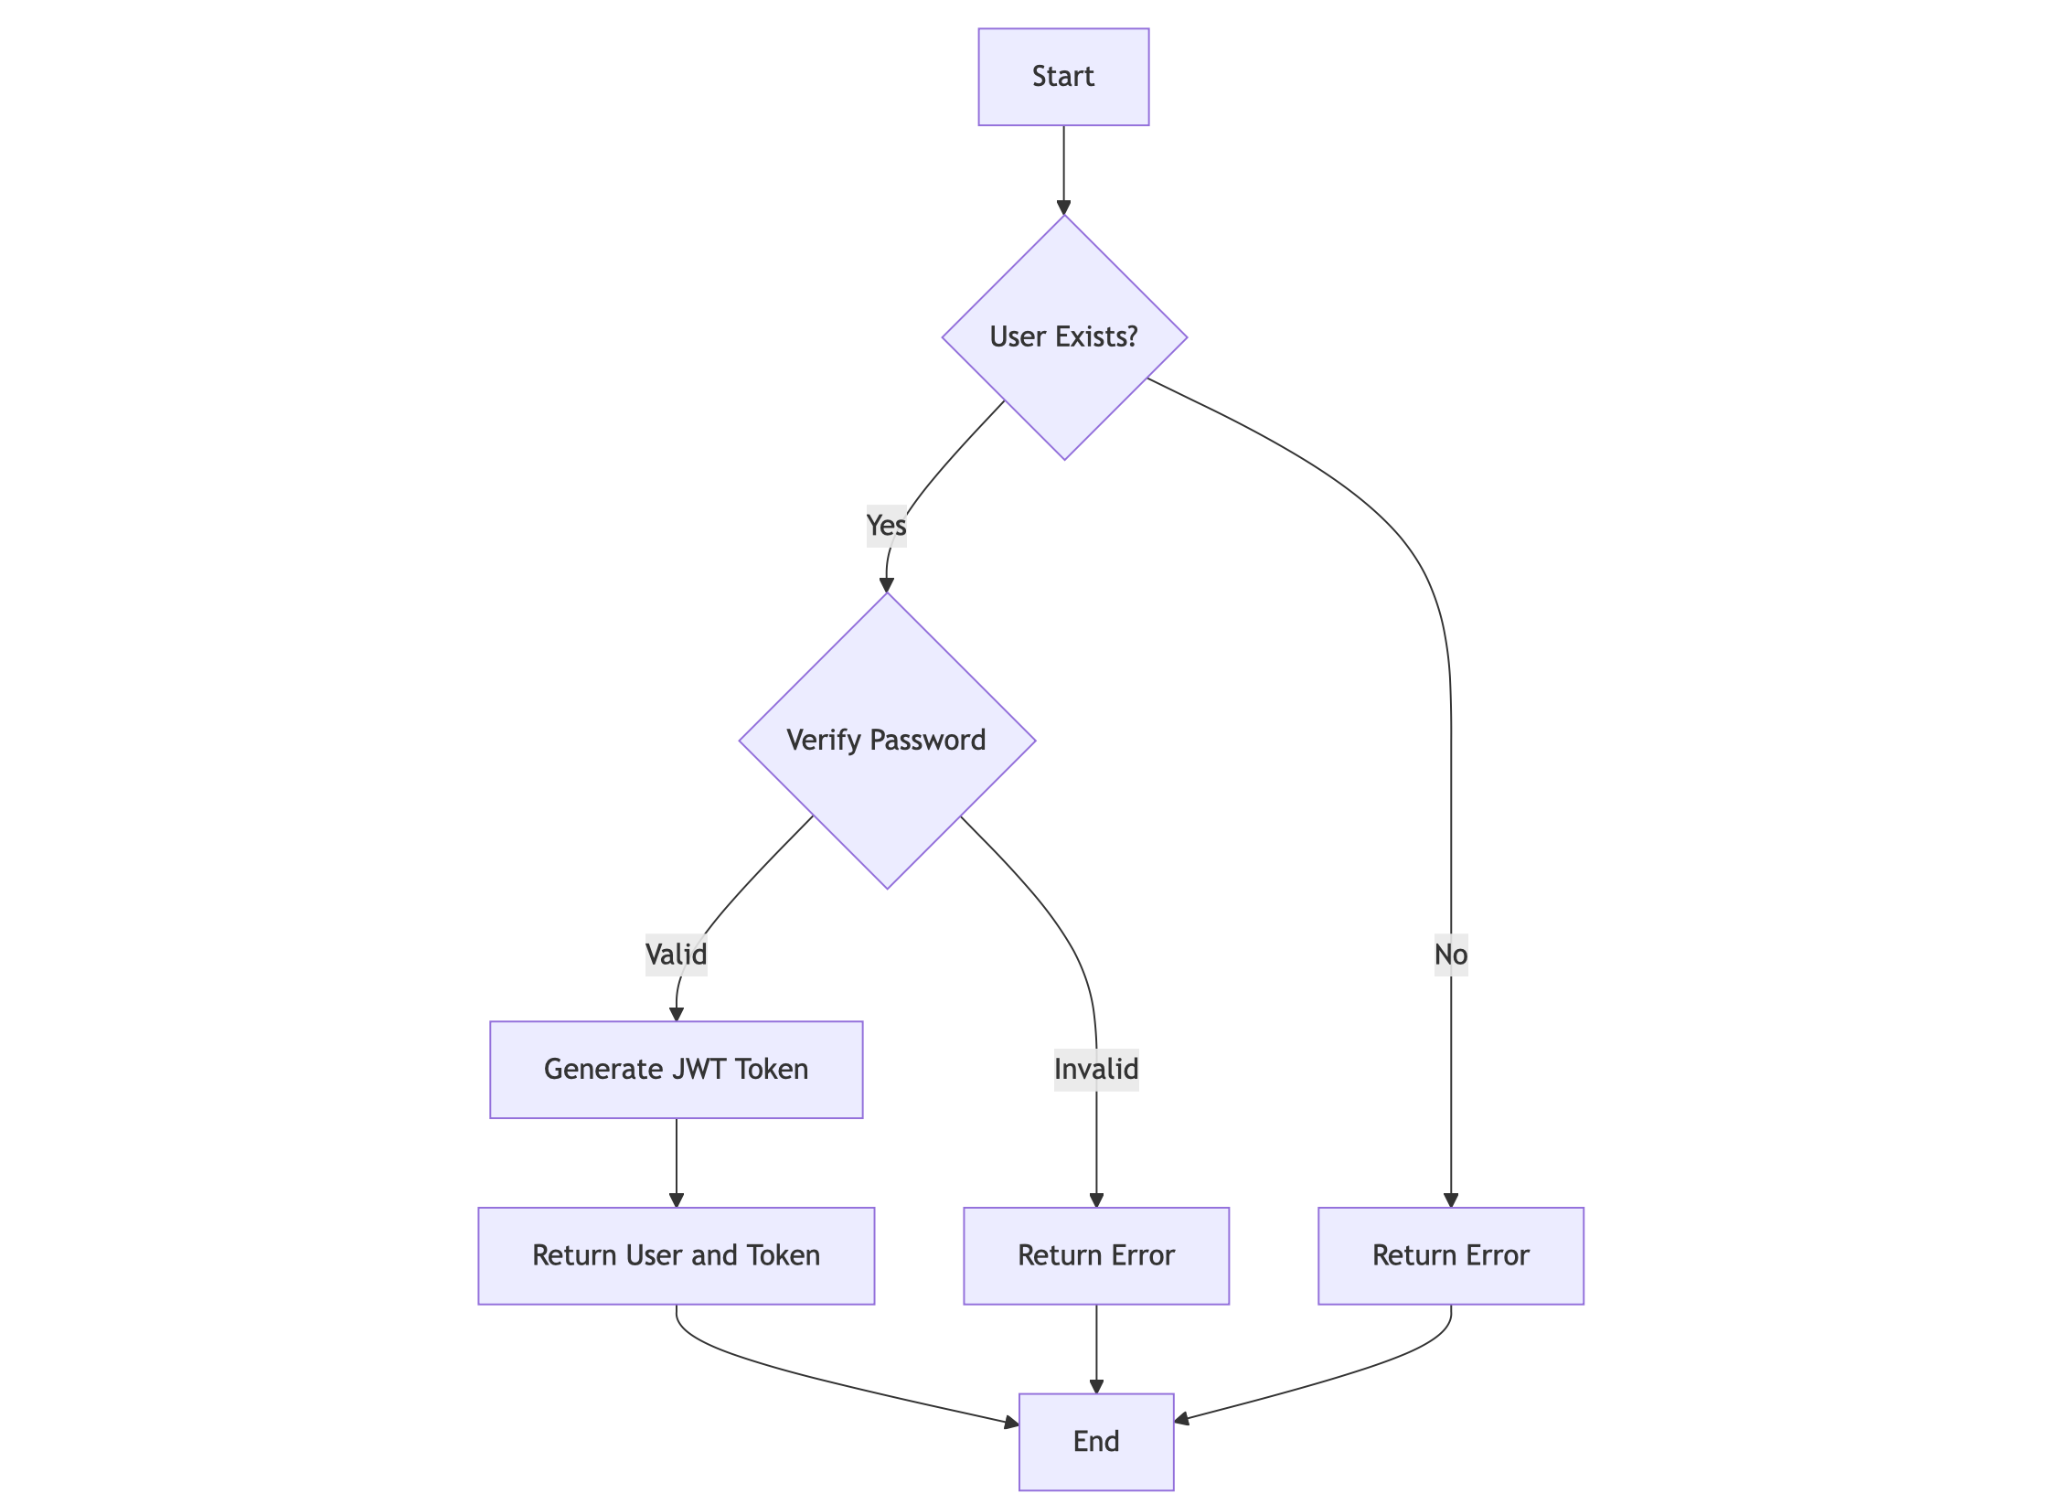 Start
User Exists?
Yes
Verify Password
Valid
No
Generate JWT Token
Invalid
Return User and Token
Return Error
Return Error
End